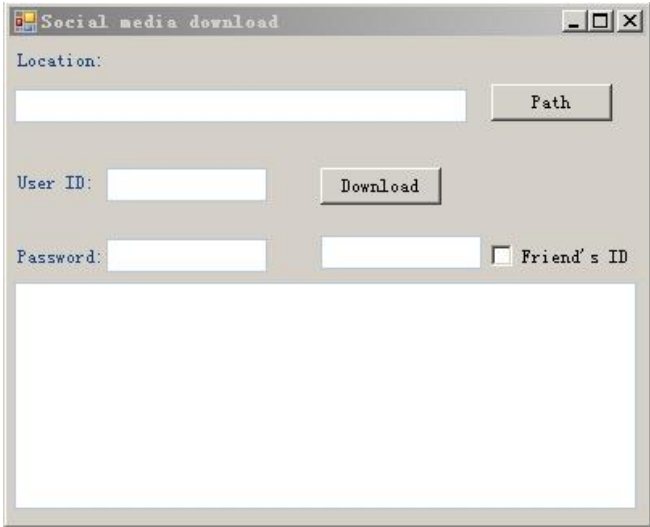 Social media download
Location:
Path
User ID:
Download
Password:
Friend's ID